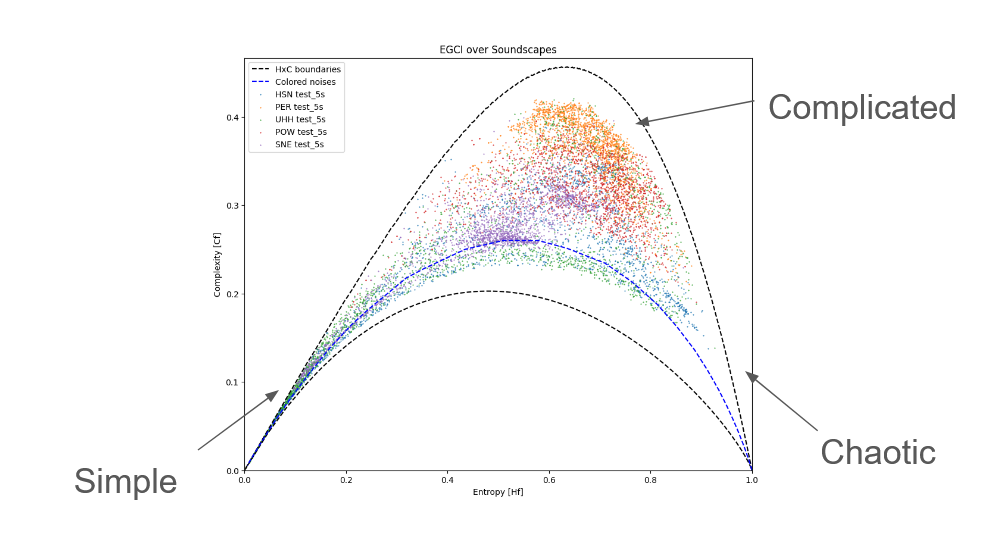 EGCI over Soundscapes
HxC boundaries
Colored noises
HSN test_5s
PER test_5s
UHH test_5s
POW test_5s
SNE test_5s
Complicated
Chaotic
Simple
Complexity [Cf]
0.4
0.3
0.2
0.1
0.0
0.0 0.2 0.4 0.6 0.8 1.0
Entropy [Hf]